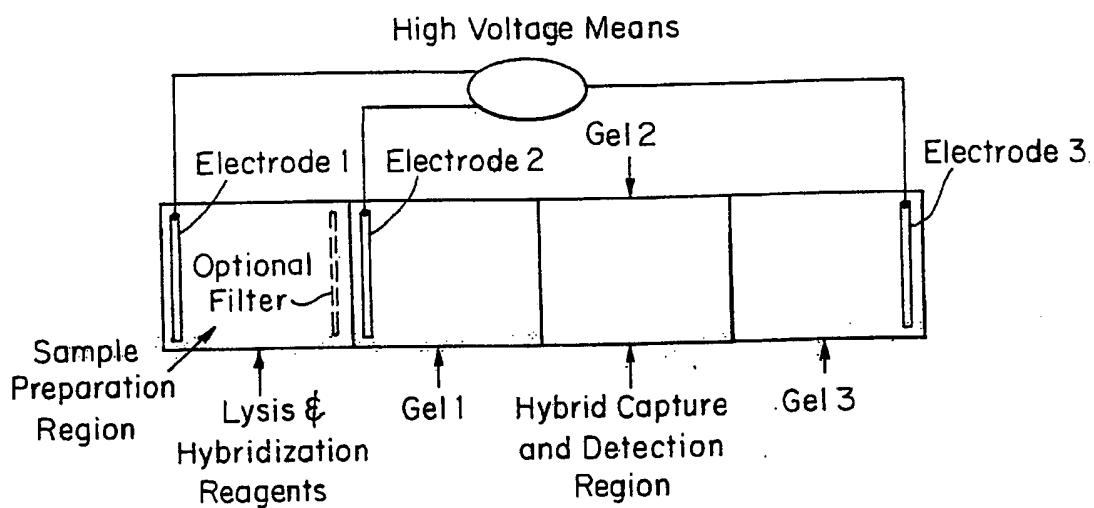 High Voltage Means
Gel 2
Electrode 1
Electrode 2
Electrode 3
Optional
Filter
Sample
Preparation
Region
Lysis &
Hybridization
Reagents
Gel 1
Hybrid Capture
and Detection
Region
Gel 3